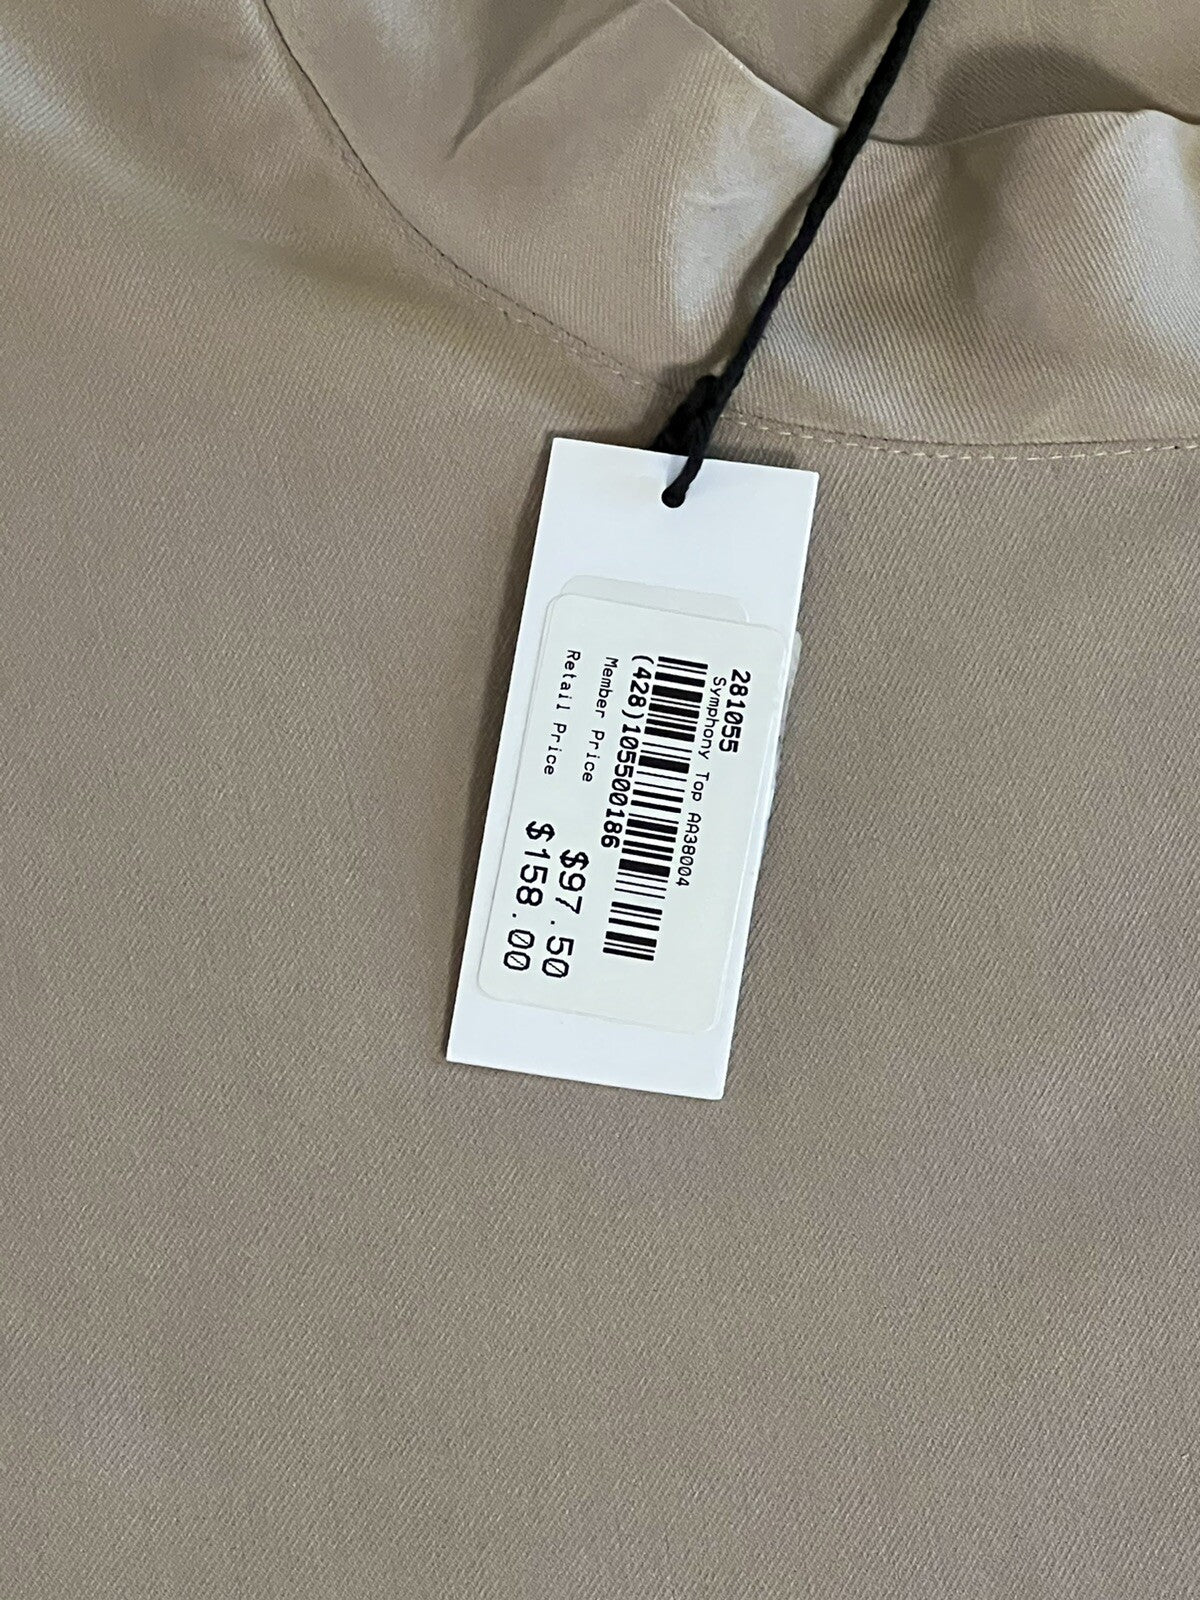 281055
Symphony Top AA38004
(428)105500186
Member Price $97.50
Retail Price $158.00